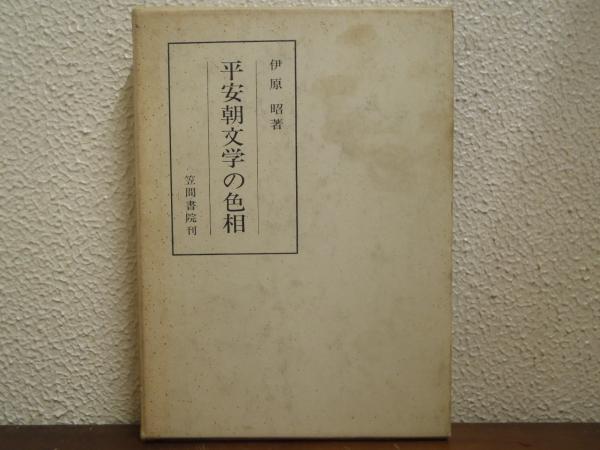 伊原 昭著
平安朝文学の色相
笠間書院刊